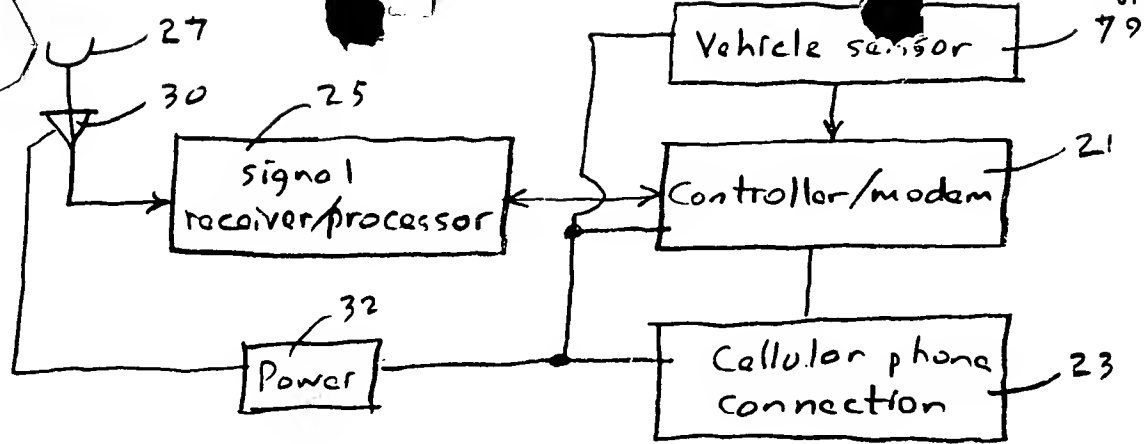 27
79
Vehicle sensor
30
25
21
signal
receiver/processor
Controller/modem
32
Power
Cellular phone
connection
23